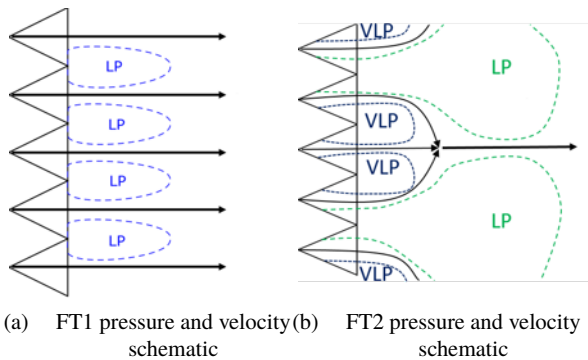 LP
LP
LP
LP
VLP
LP
VLP
VLP
LP
VLP
(a) FT1 pressure and velocity
schematic
(b) FT2 pressure and velocity
schematic